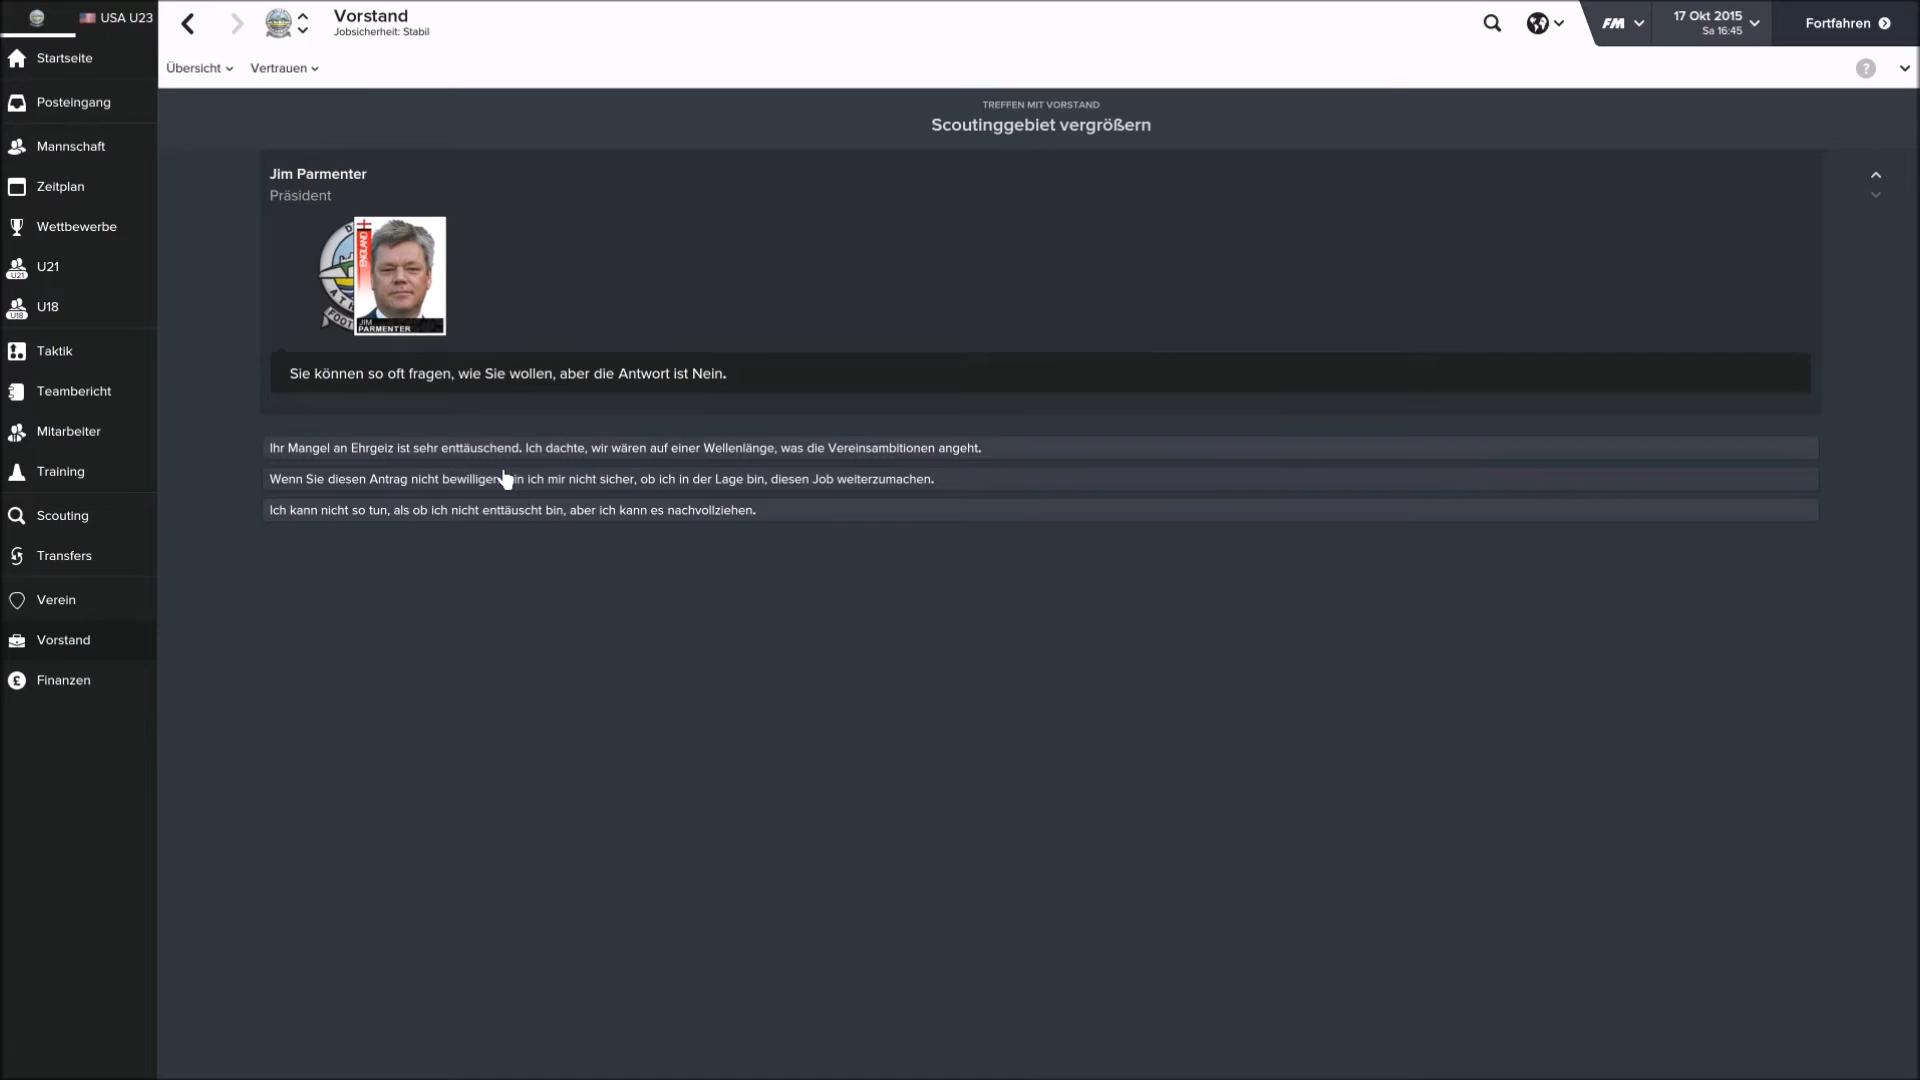 USA U23
Startseite
Posteingang
Mannschaft
Zeitplan
Wettbewerbe
U21
U21
U18
U18
Taktik
Teambericht
Mitarbeiter
Training
Scouting
Transfers
Verein
Vorstand
Finanzen
Vorstand
Jobsicherheit: Stabil
FM
17 Okt 2015
Sa 16:45
Fortfahren
Übersicht
Vertrauen
?
TREFFEN MIT VORSTAND
Scoutinggebiet vergrößern
Jim Parmenter
Präsident
ENGLAND
JIM
PARMENTER
Sie können so oft fragen, wie Sie wollen, aber die Antwort ist Nein.
Ihr Mangel an Ehrgeiz ist sehr enttäuschend. Ich dachte, wir wären auf einer Wellenlänge, was die Vereinsambitionen angeht.
Wenn Sie diesen Antrag nicht ich mir nicht sicher, ob ich in der Lage bin, diesen Job weiterzumachen.
Ich kann nicht so tun, als ob ich nicht enttäuscht bin, aber ich kann es nachvollziehen.